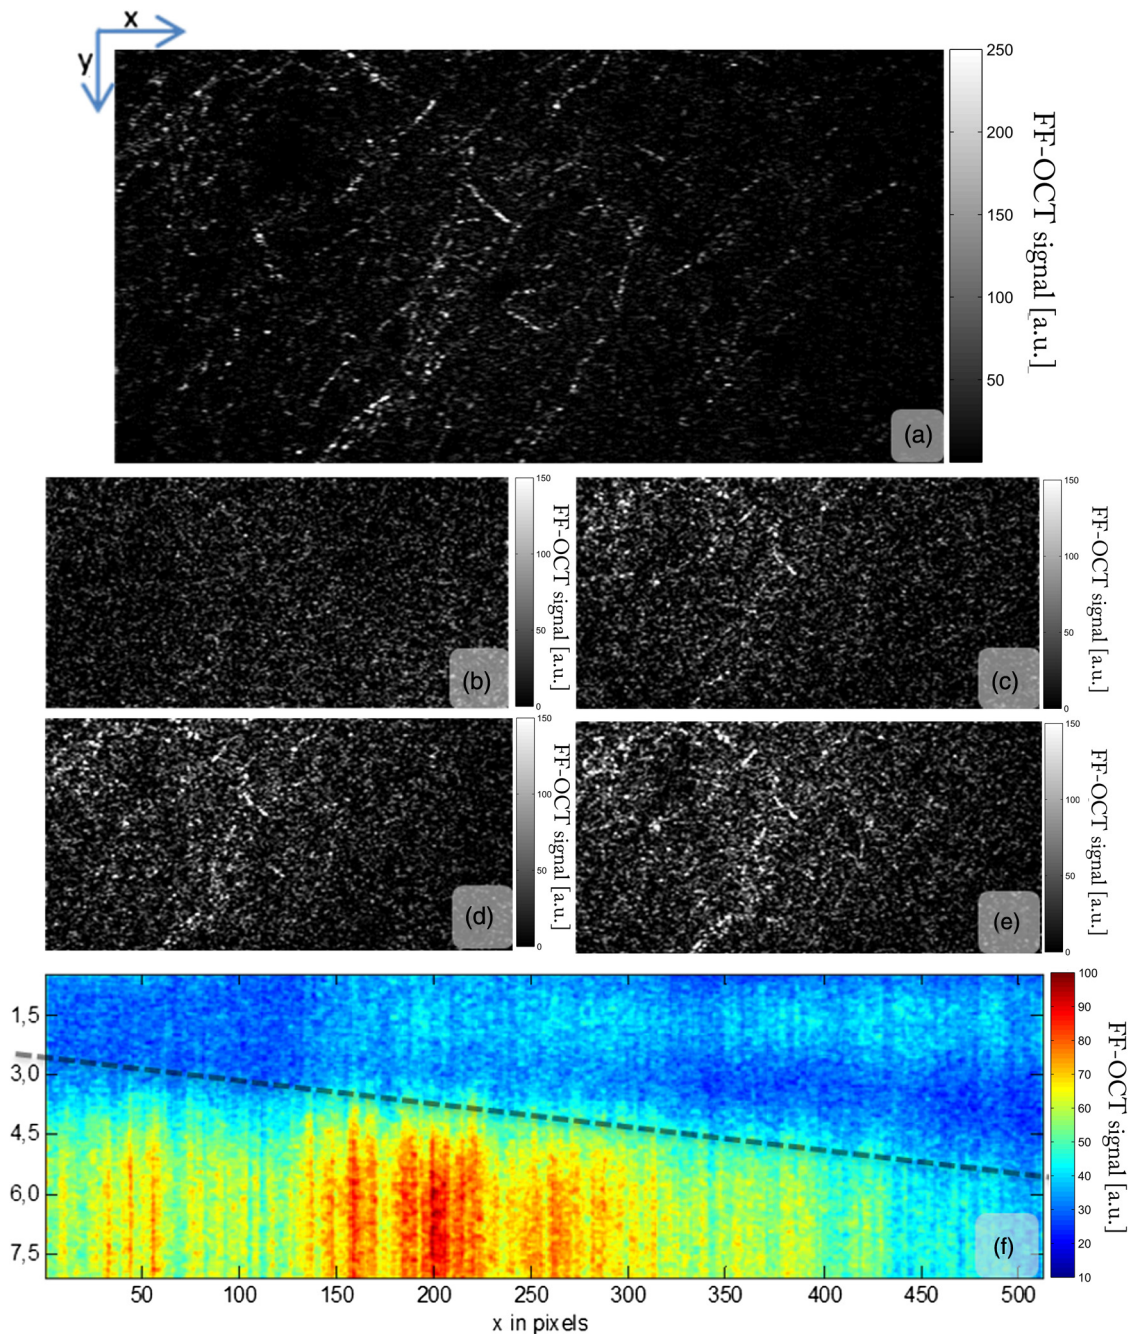 x
y
250
200
150
100
50
FF-OCT signal [a.u.]
(a)
150
100
50
0
FF-OCT signal [a.u.]
(b)
150
100
50
0
FF-OCT signal [a.u.]
(c)
150
100
50
0
FF-OCT signal [a.u.]
(d)
150
100
50
0
FF-OCT signal [a.u.]
(e)
1,5
3,0
4,5
6,0
7,5
50 100 150 200 250 300 350 400 450 500
x in pixels
(f)
100
90
80
70
60
50
40
30
20
10
FF-OCT signal [a.u.]